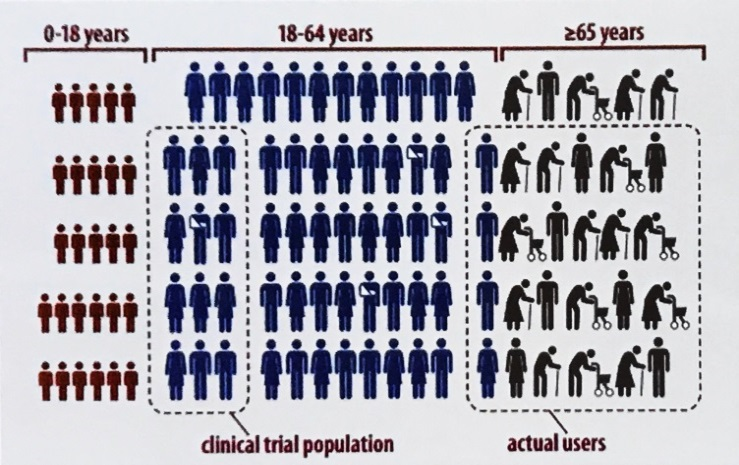 0-18 years
18-64 years
≥65 years
clinical trial population
actual users